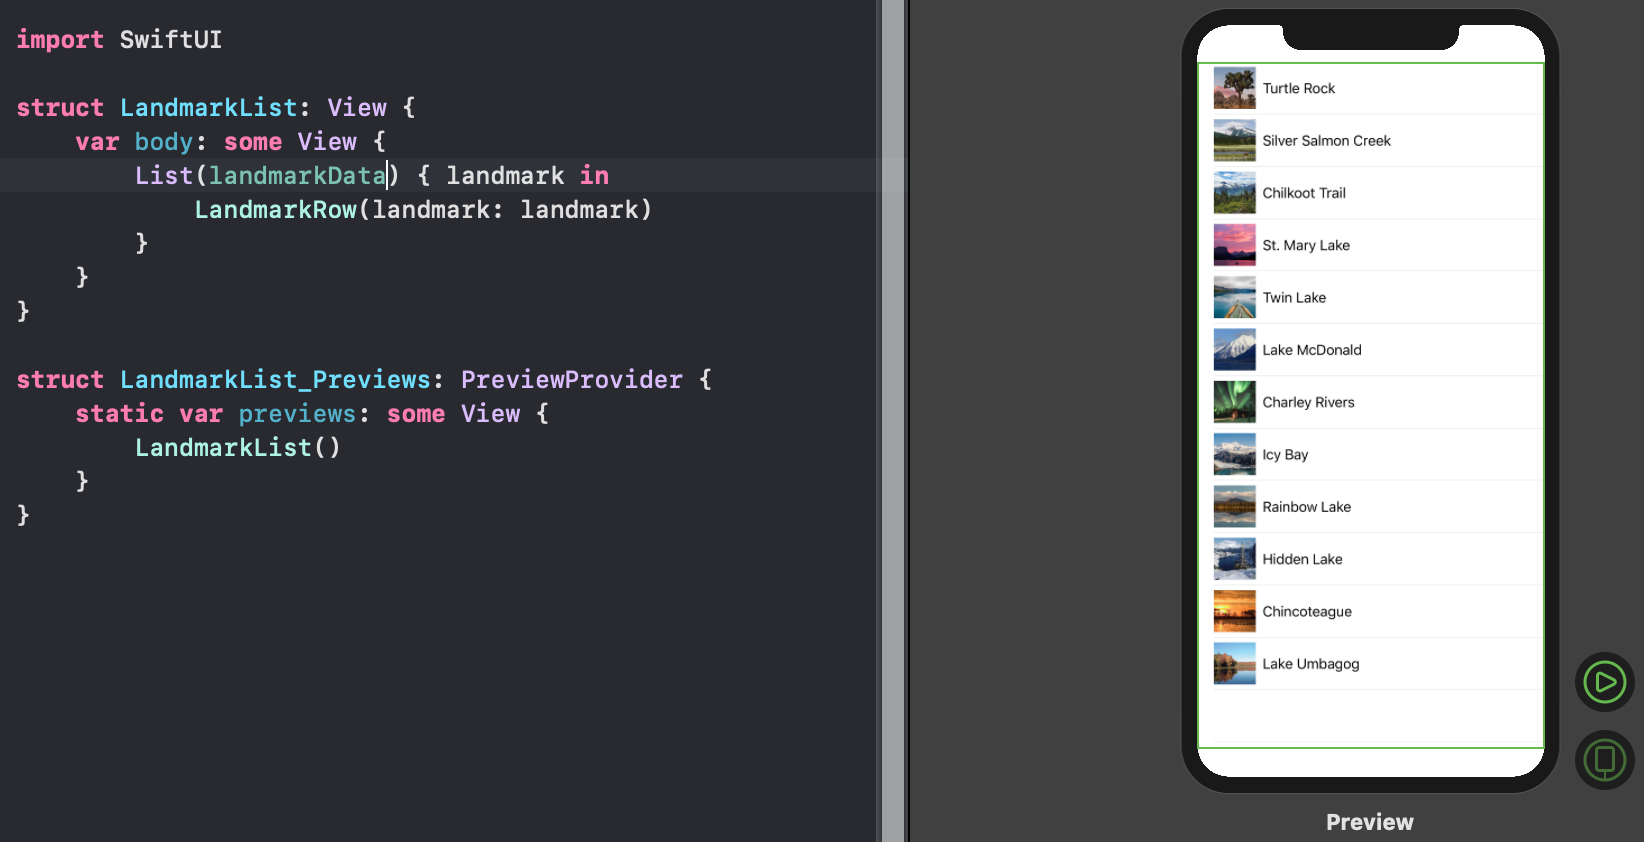 import SwiftUI
struct LandmarkList: View {
    var body: some View {
        List(landmarkData) { landmark in
            LandmarkRow(landmark: landmark)
        }
    }
}
struct LandmarkList_Previews: PreviewProvider {
    static var previews: some View {
        LandmarkList()
    }
}
Turtle Rock
Silver Salmon Creek
Chilkoot Trail
St. Mary Lake
Twin Lake
Lake McDonald
Charley Rivers
Icy Bay
Rainbow Lake
Hidden Lake
Chincoteague
Lake Umbagog
Preview